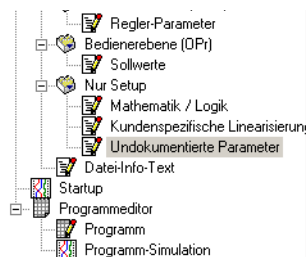 Regler-Parameter
Bedienerebene (OPr)
Sollwerte
Nur Setup
Mathematik / Logik
Kundenspezifische Linearisierung
Undokumentierte Parameter
Datei-Info-Text
Startup
Programmeditor
Programm
Programm-Simulation